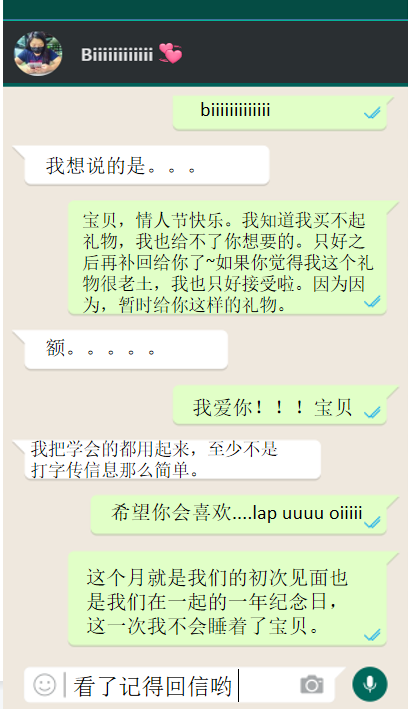 Biiiiiiiiiiii
biiiiiiiiiiiii
我想说的是。。。
宝贝，情人节快乐。我知道我买不起
礼物，我也给不了你想要的。只好之
后再补回给你了~如果你觉得我这个礼
物很老土，我也只好接受啦。因为因
为，暂时给你这样的礼物。
额。。。。。
我爱你！！！宝贝
我把学会的都用起来，至少不是
打字传信息那么简单。
希望你会喜欢....lap uuuu oiiiii
这个月就是我们的初次见面也
是我们在一起的一年纪念日，
这一次我不会睡着了宝贝。
看了记得回信哟